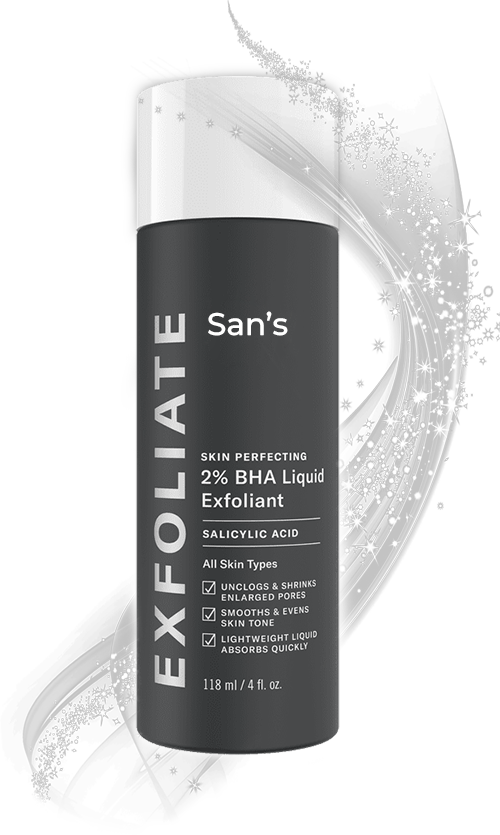 EXFOLIATE
San's
SKIN PERFECTING
2% BHA Liquid
Exfoliant
SALICYLIC ACID
All Skin Types
UNCLOGS & SHRINKS
ENLARGED PORES
SMOOTHS & EVENS
SKIN TONE
LIGHTWEIGHT LIQUID
ABSORBS QUICKLY
118 ml / 4 fl. oz.